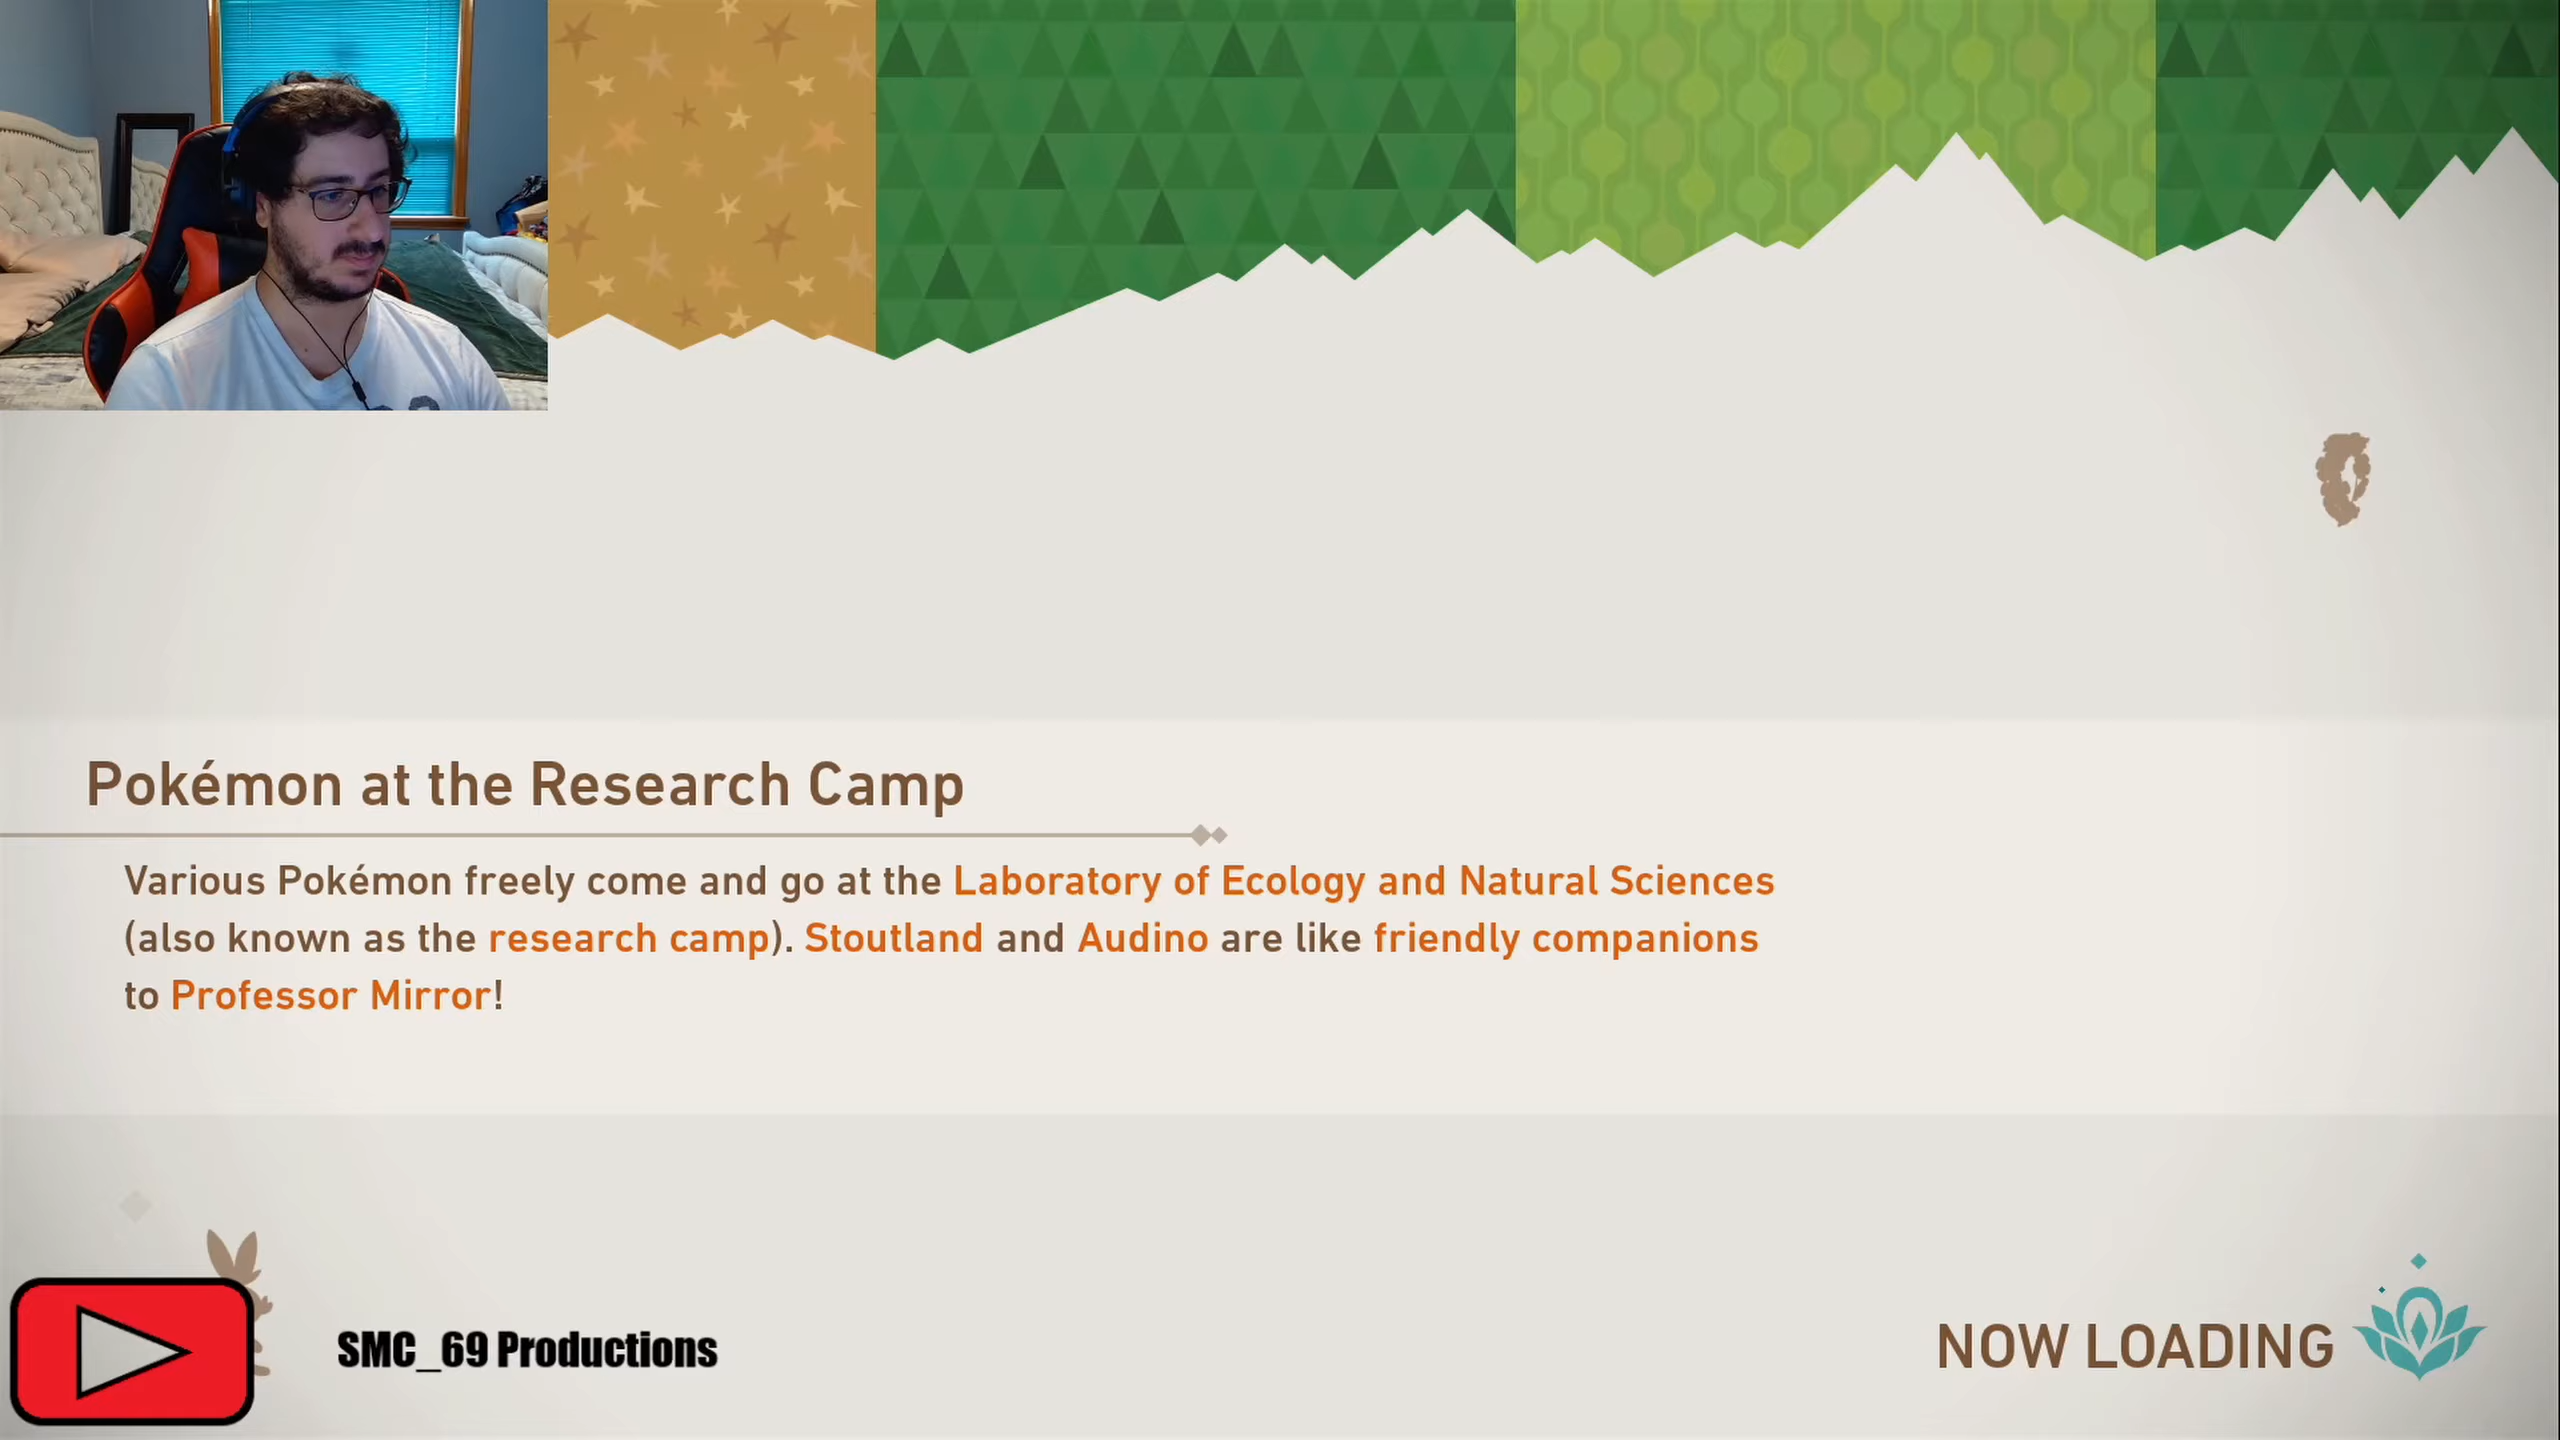 Pokémon at the Research Camp
Various Pokémon freely come and go at the Laboratory of Ecology and Natural Sciences
(also known as the research camp). Stoutland and Audino are like friendly companions
to Professor Mirror!
SMC_69 Productions
NOW LOADING